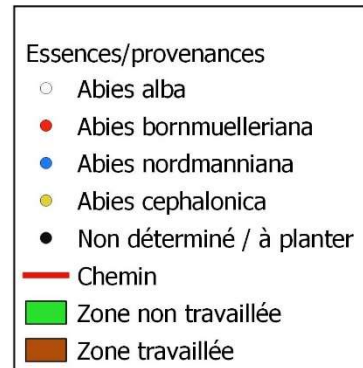 Essences/provenances
Abies alba
Abies bornmuelleriana
Abies nordmanniana
Abies cephalonica
Non déterminé / à planter
Chemin
Zone non travaillée
Zone travaillée